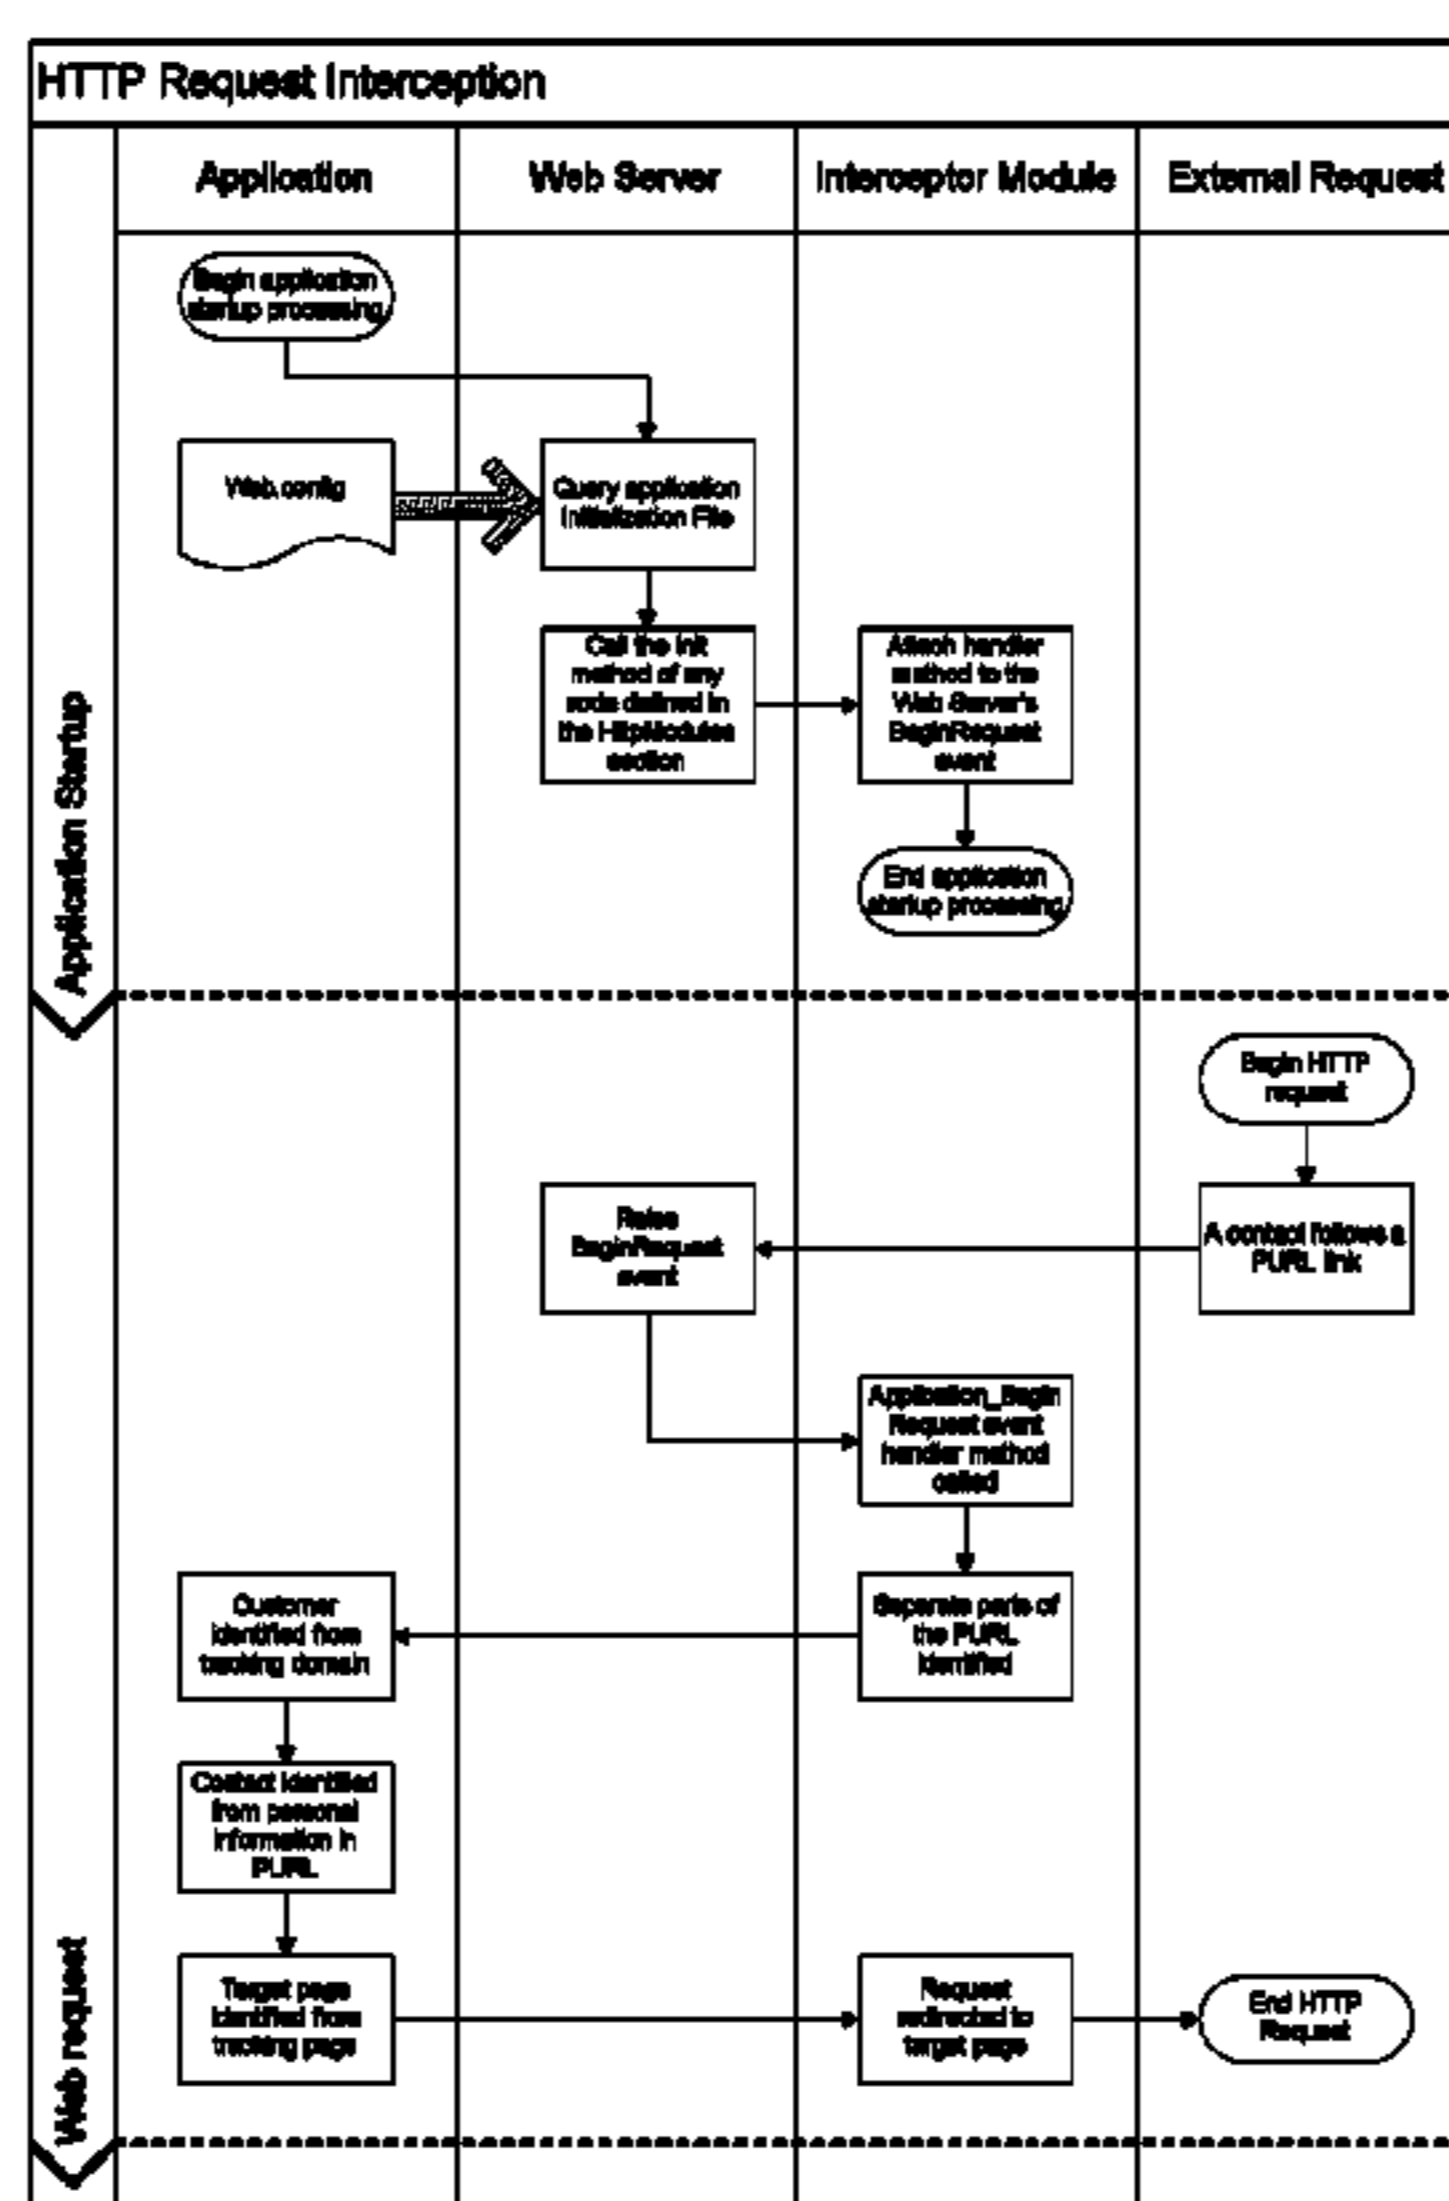 HTTP Request Interception
Application
Web Server
Interceptor Module
External Request
Application Startup
Begin application
startup processing
Web.config
Query application
Initialization File
Call the Init
method of any
node defined in
the HttpModules
section
Attach handler
method to the
Web Server's
BeginRequest
event
End application
startup processing
Web request
Begin HTTP
request
A contact follows a
PURL link
Raise
BeginRequest
event
Application_Begin
Request event
handler method
called
Separate parts of
the PURL
identified
Customer
identified from
tracking domain
Contact identified
from personal
information in
PURL
Target page
identified from
tracking page
Request
redirected to
target page
End HTTP
Request